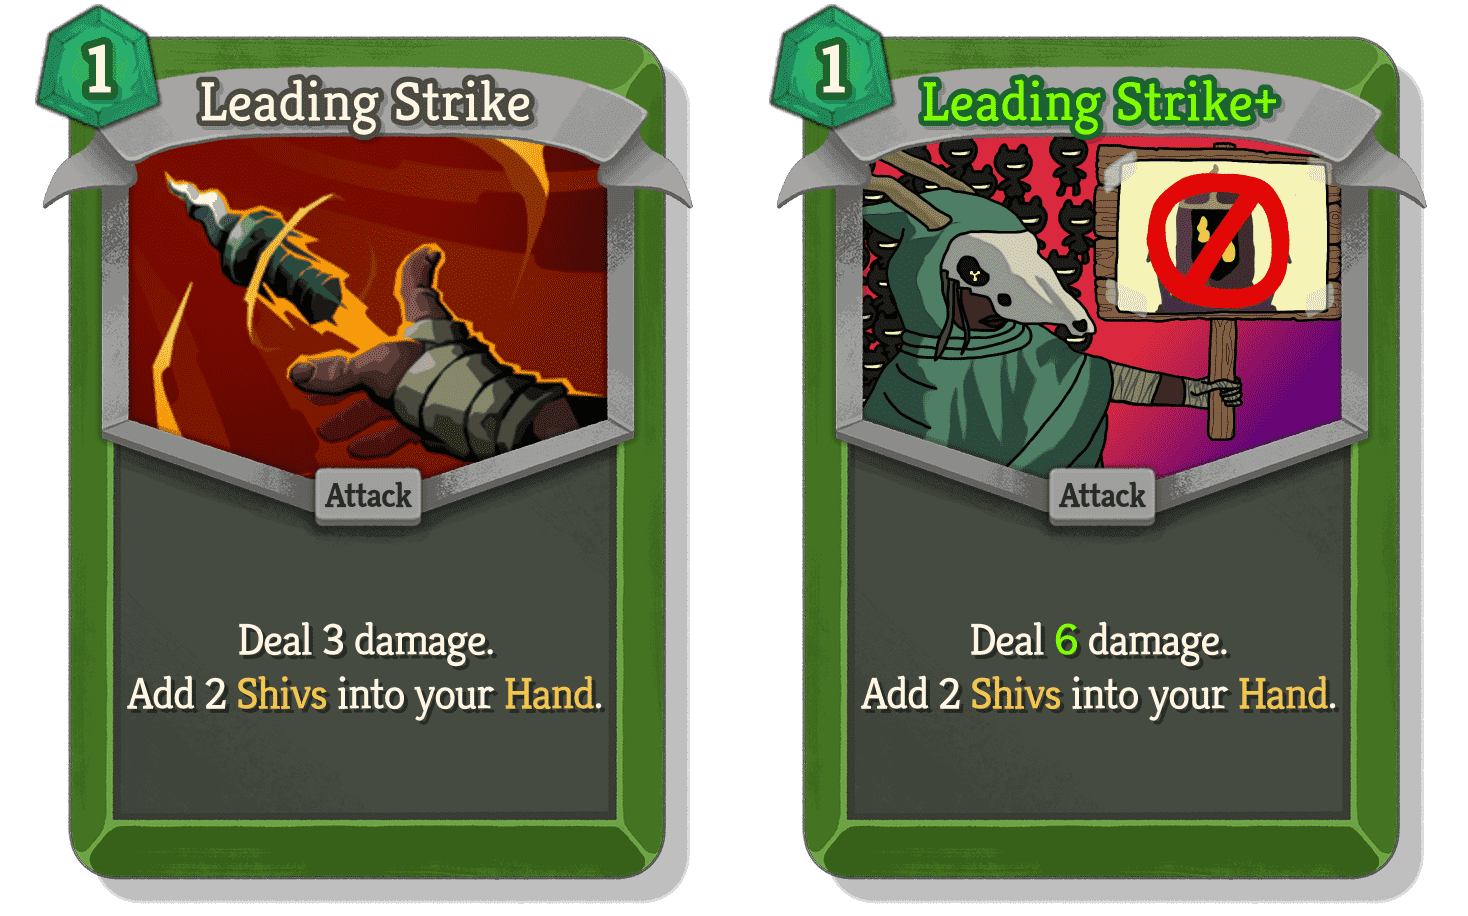 1
Leading Strike
Attack
Deal 3 damage.
Add 2 Shivs into your Hand.
1
Leading Strike+
Attack
Deal 6 damage.
Add 2 Shivs into your Hand.